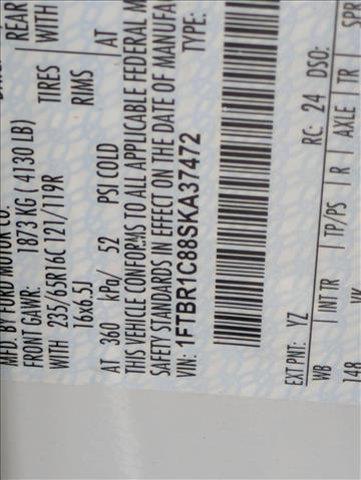 MFD. BY FORD MOTOR CO.
FRONT GAWR: 1873 KG ( 4130 LB) REAR
WITH 235/65R16C 121/119R TIRES WITH
16x6.5J RIMS
AT 360 kPa/ 52 PSI COLD AT
THIS VEHICLE CONFORMS TO ALL APPLICABLE FEDERAL M
SAFETY STANDARDS IN EFFECT ON THE DATE OF MANUFA
VIN: 1FTBR1C88SKA37472 TYPE:
EXT PNT: YZ RC: 24 DSO:
WB INT TR TP/PS R AXLE TR SPR
148